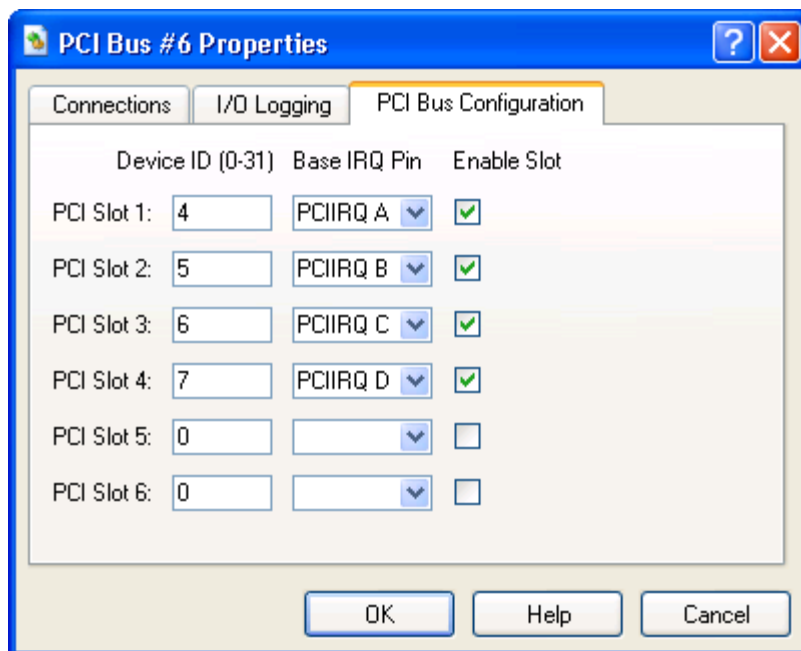 PCI Bus #6 Properties
Connections I/O Logging PCI Bus Configuration
Device ID (0-31) Base IRQ Pin Enable Slot
PCI Slot 1: 4 PCIIRQ A
PCI Slot 2: 5 PCIIRQ B
PCI Slot 3: 6 PCIIRQ C
PCI Slot 4: 7 PCIIRQ D
PCI Slot 5: 0
PCI Slot 6: 0
OK Help Cancel